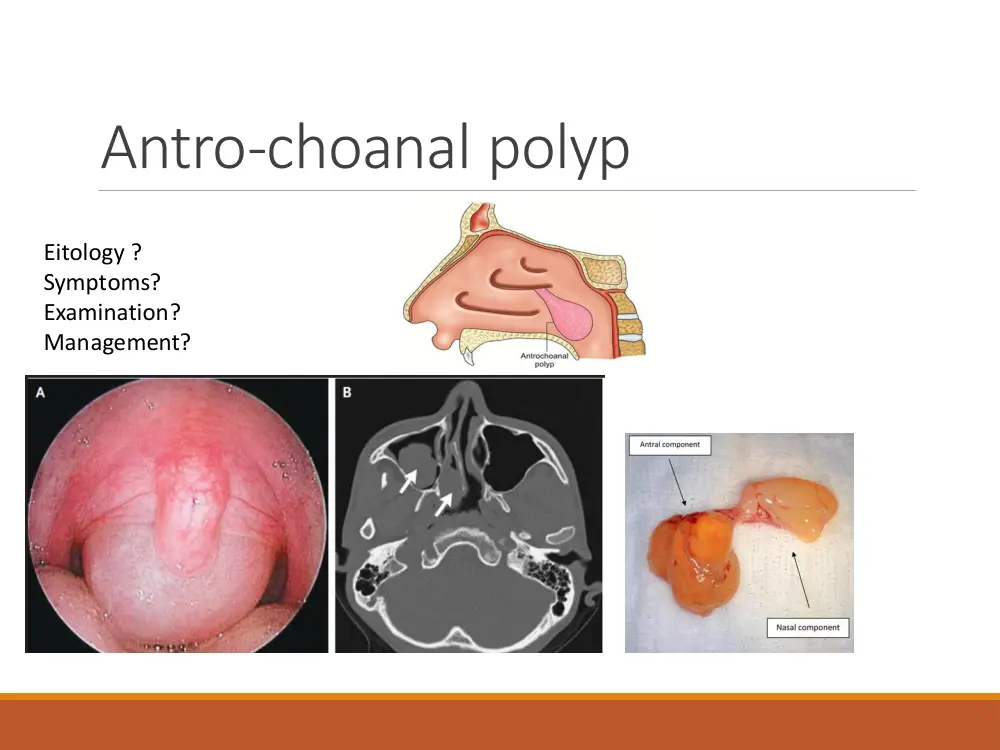 Antro-choanal polyp
Eitology ?
Symptoms?
Examination?
Management?
Antrochoanal
polyp
A
B
Antral component
Nasal component